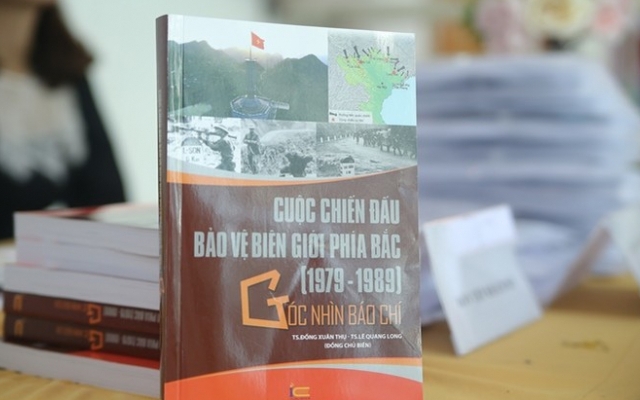 CUỘC CHIẾN ĐẤU
BẢO VỆ BIÊN GIỚI PHÍA BẮC
(1979 - 1989)
GÓC NHÌN BÁO CHÍ
TS.ĐỒNG XUÂN THỤ - TS.LÊ QUANG LONG
(ĐỒNG CHỦ BIÊN)